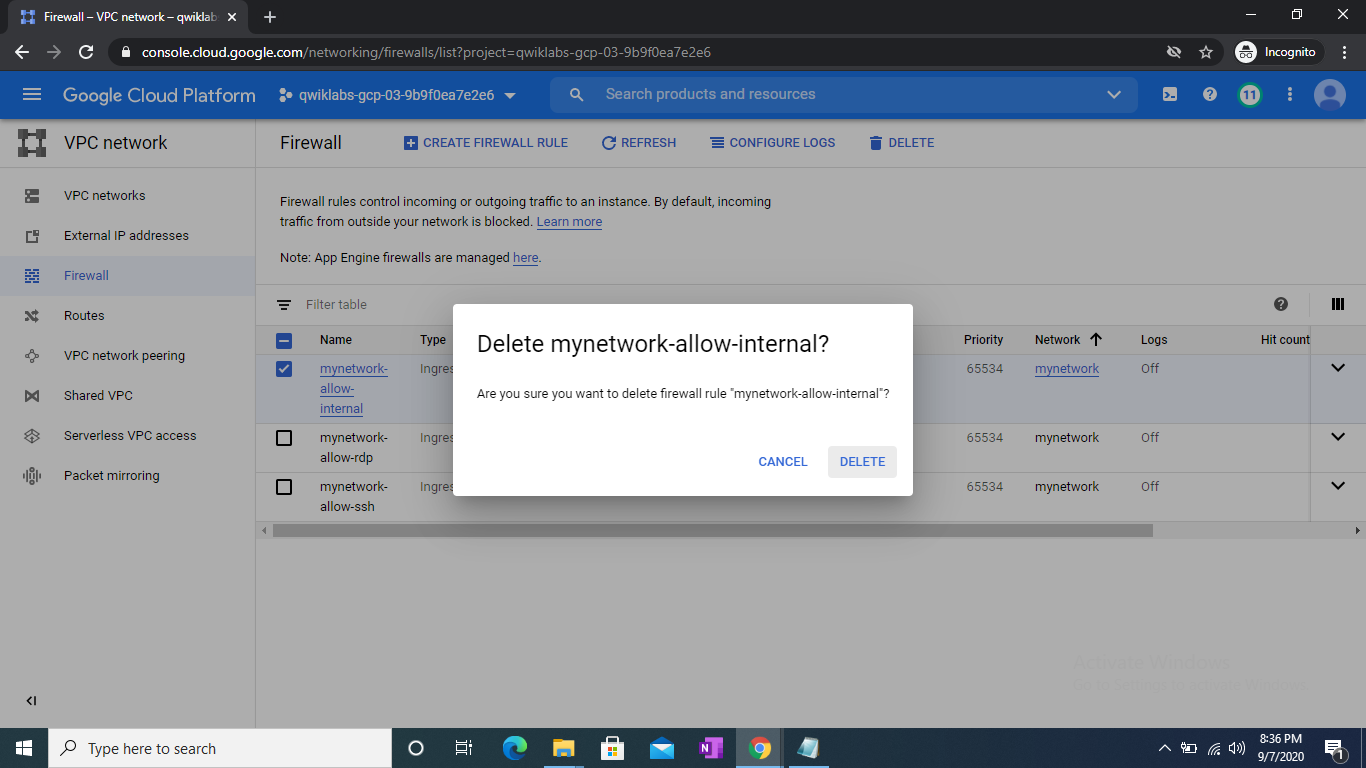 Firewall – VPC network – qwiklab
console.cloud.google.com/networking/firewalls/list?project=qwiklabs-gcp-03-9b9f0ea7e2e6
Incognito
Google Cloud Platform
qwiklabs-gcp-03-9b9f0ea7e2e6
Search products and resources
11
VPC network
Firewall
CREATE FIREWALL RULE
REFRESH
CONFIGURE LOGS
DELETE
VPC networks
External IP addresses
Firewall
Routes
VPC network peering
Shared VPC
Serverless VPC access
Packet mirroring
Firewall rules control incoming or outgoing traffic to an instance. By default, incoming
traffic from outside your network is blocked. Learn more
Note: App Engine firewalls are managed here.
Filter table
Name Type Priority Network Logs Hit count
mynetwork- Ingres 65534 mynetwork Off
allow-
internal
mynetwork- Ingres 65534 mynetwork Off
allow-rdp
mynetwork- Ingres 65534 mynetwork Off
allow-ssh
Delete mynetwork-allow-internal?
Are you sure you want to delete firewall rule "mynetwork-allow-internal"?
CANCEL DELETE
Activate Windows
Go to Settings to activate Windows.
Type here to search
N
8:36 PM
9/7/2020
1